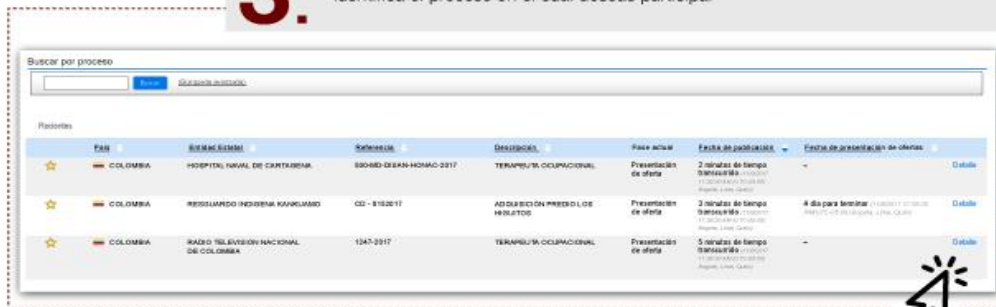 3.
Identifica el proceso en el cual deseas participar
Buscar por proceso
Buscar
Búsqueda avanzada
Recientes
País Entidad Estatal Referencia Descripción Fase actual Fecha de publicación Fecha de presentación de ofertas
COLOMBIA HOSPITAL NAVAL DE CARTAGENA TERAPEUTA OCUPACIONAL Presentación de oferta 2 minutos de tiempo transcurrido - Detalle
COLOMBIA RESGUARDO INDIGENA KANKUAMO CD - 0152017 ADQUISICIÓN PREDIO LOS HIGUITOS Presentación de oferta 3 minutos de tiempo transcurrido 4 día para terminar Detalle
COLOMBIA RADIO TELEVISION NACIONAL DE COLOMBIA 1247-2017 TERAPEUTA OCUPACIONAL Presentación de oferta 5 minutos de tiempo transcurrido - Detalle